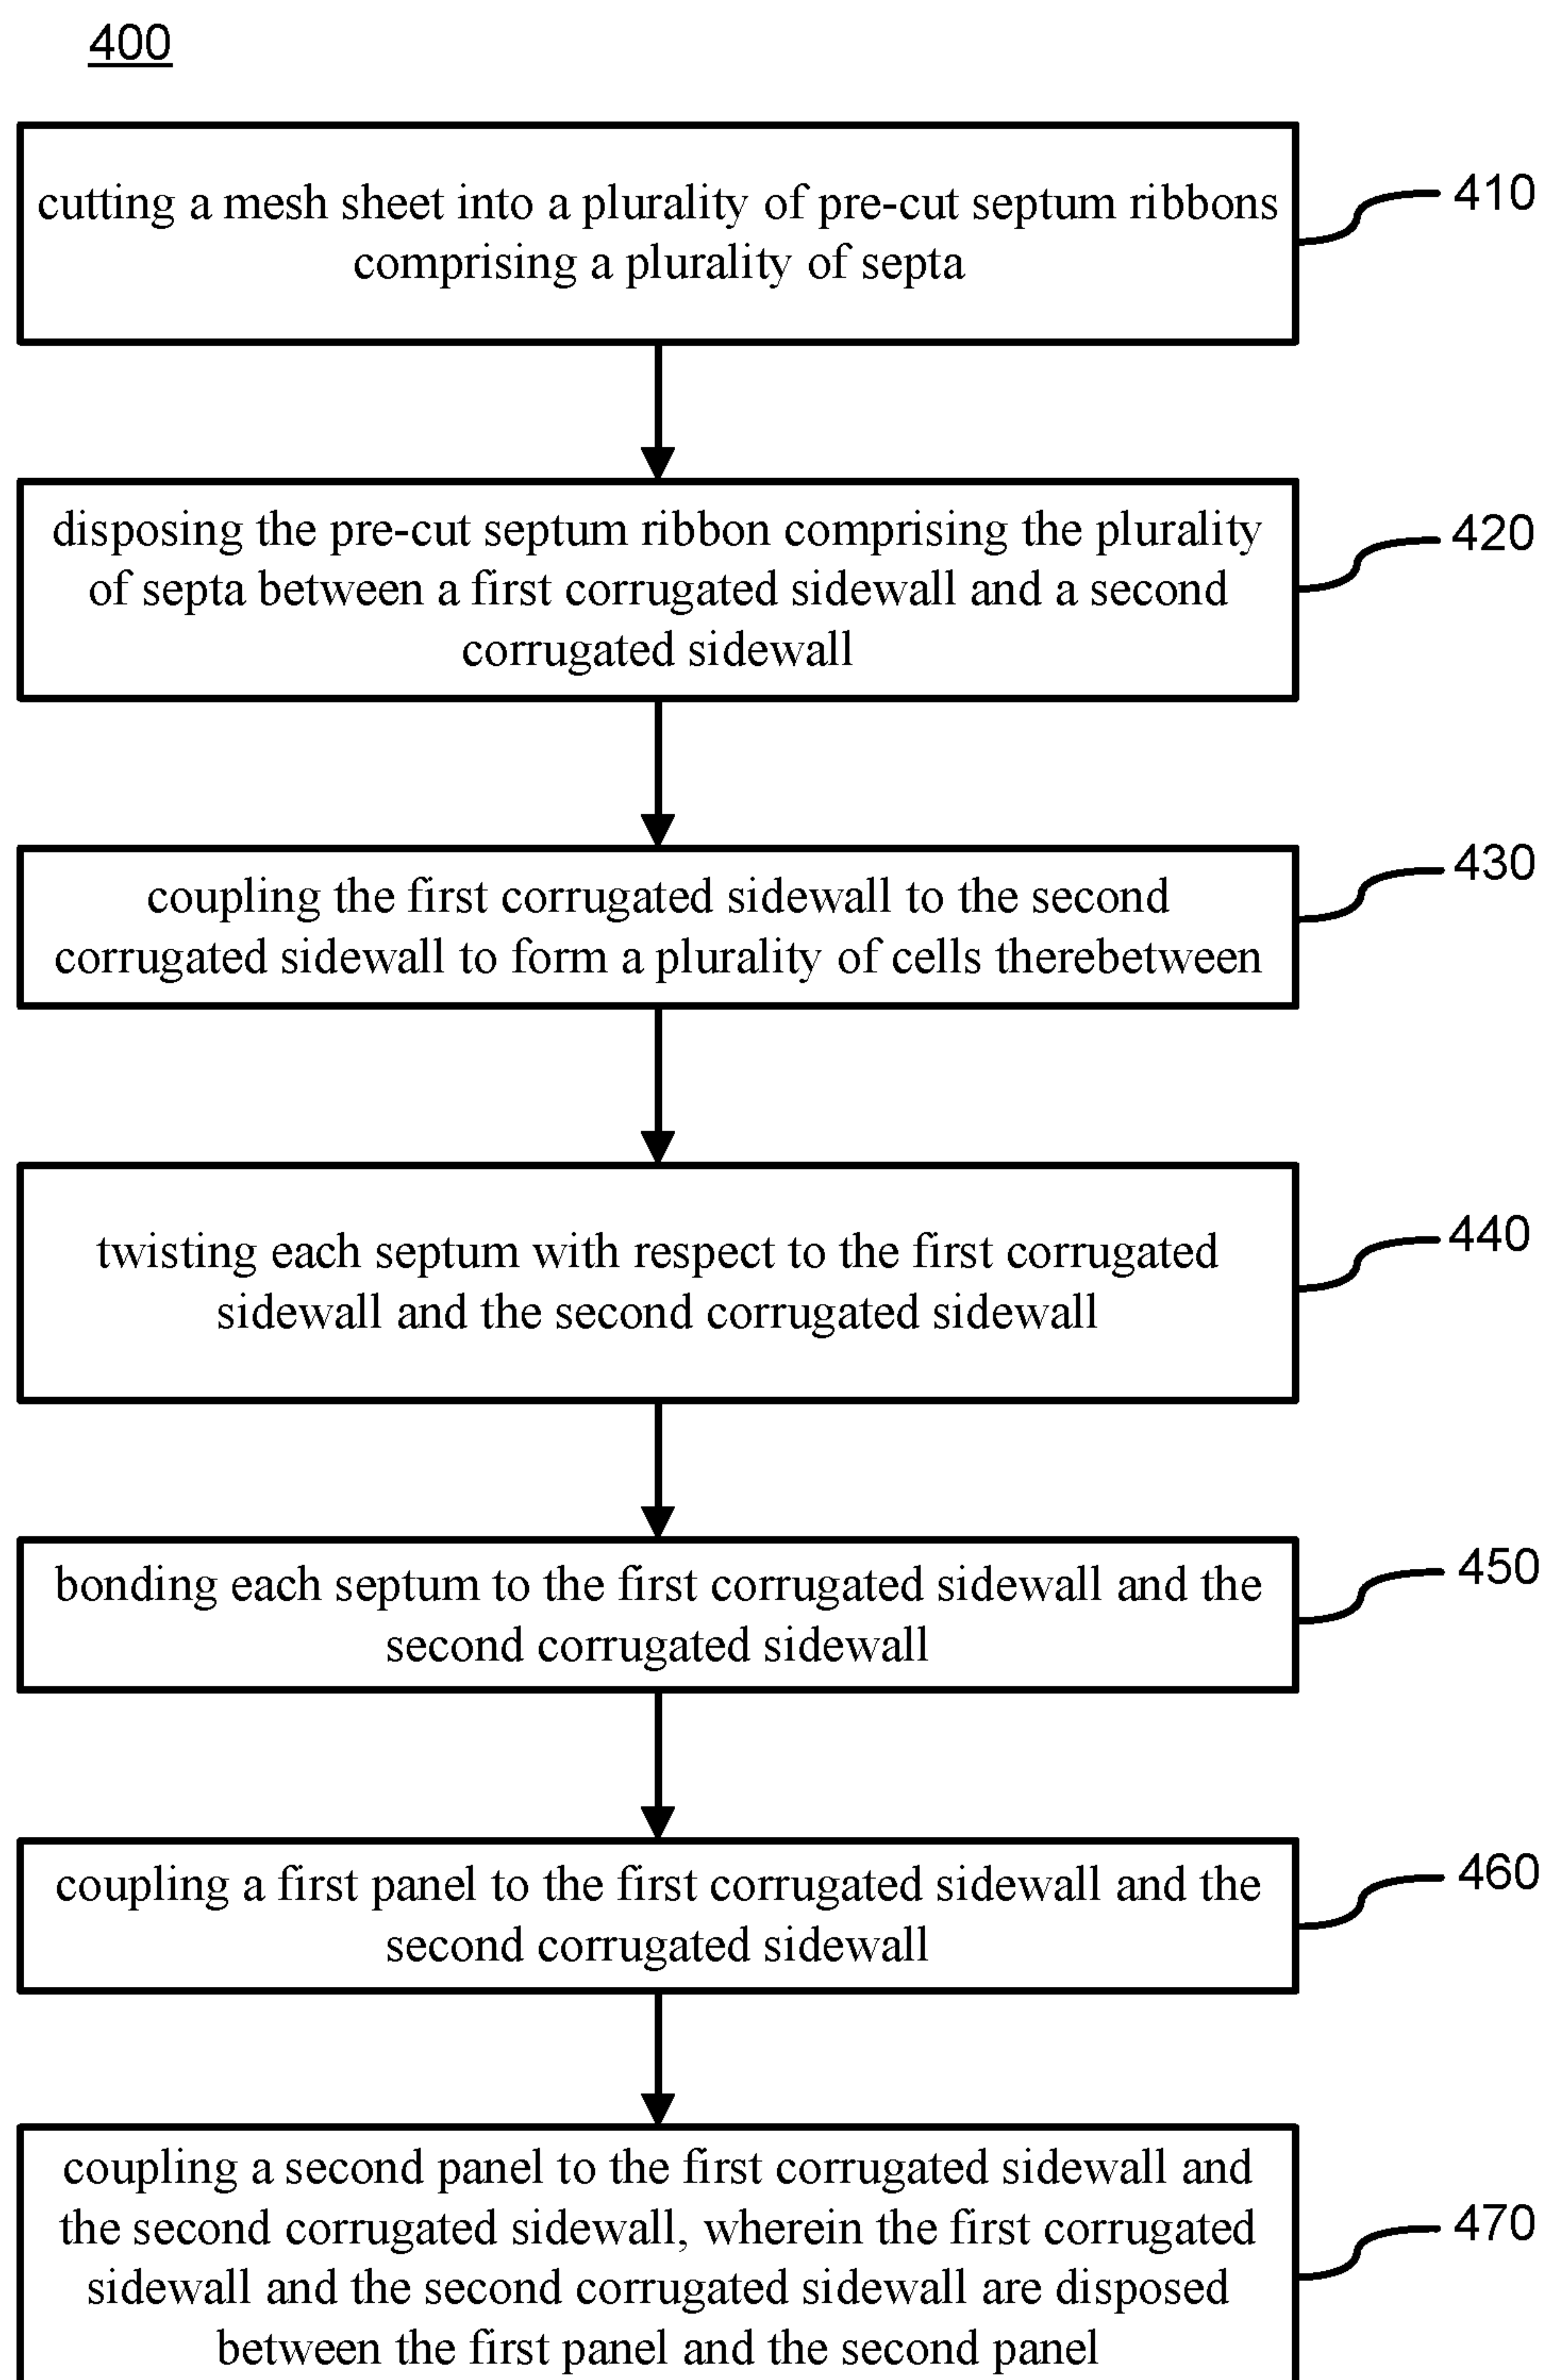 400
cutting a mesh sheet into a plurality of pre-cut septum ribbons
comprising a plurality of septa
410
disposing the pre-cut septum ribbon comprising the plurality
of septa between a first corrugated sidewall and a second
corrugated sidewall
420
coupling the first corrugated sidewall to the second
corrugated sidewall to form a plurality of cells therebetween
430
twisting each septum with respect to the first corrugated
sidewall and the second corrugated sidewall
440
bonding each septum to the first corrugated sidewall and the
second corrugated sidewall
450
coupling a first panel to the first corrugated sidewall and the
second corrugated sidewall
460
coupling a second panel to the first corrugated sidewall and
the second corrugated sidewall, wherein the first corrugated
sidewall and the second corrugated sidewall are disposed
between the first panel and the second panel
470